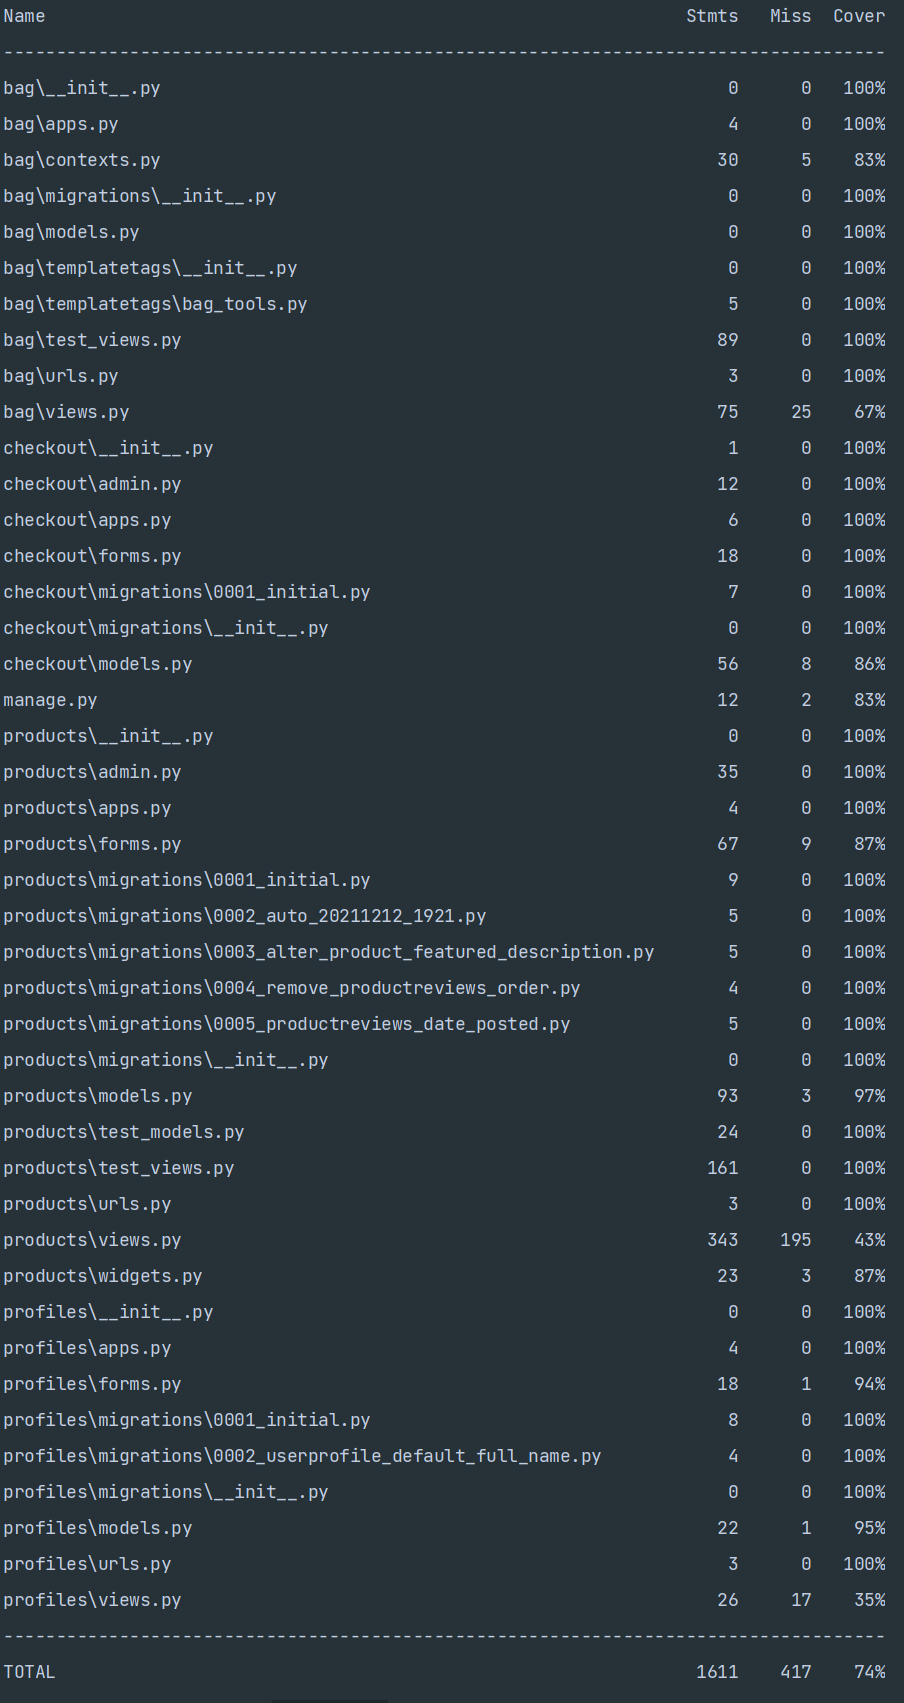 Name Stmts Miss Cover
------------------------------------------------------------------------------------
bag\__init__.py 0 0 100%
bag\apps.py 4 0 100%
bag\contexts.py 30 5 83%
bag\migrations\__init__.py 0 0 100%
bag\models.py 0 0 100%
bag\templatetags\__init__.py 0 0 100%
bag\templatetags\bag_tools.py 5 0 100%
bag\test_views.py 89 0 100%
bag\urls.py 3 0 100%
bag\views.py 75 25 67%
checkout\__init__.py 1 0 100%
checkout\admin.py 12 0 100%
checkout\apps.py 6 0 100%
checkout\forms.py 18 0 100%
checkout\migrations\0001_initial.py 7 0 100%
checkout\migrations\__init__.py 0 0 100%
checkout\models.py 56 8 86%
manage.py 12 2 83%
products\__init__.py 0 0 100%
products\admin.py 35 0 100%
products\apps.py 4 0 100%
products\forms.py 67 9 87%
products\migrations\0001_initial.py 9 0 100%
products\migrations\0002_auto_20211212_1921.py 5 0 100%
products\migrations\0003_alter_product_featured_description.py 5 0 100%
products\migrations\0004_remove_productreviews_order.py 4 0 100%
products\migrations\0005_productreviews_date_posted.py 5 0 100%
products\migrations\__init__.py 0 0 100%
products\models.py 93 3 97%
products\test_models.py 24 0 100%
products\test_views.py 161 0 100%
products\urls.py 3 0 100%
products\views.py 343 195 43%
products\widgets.py 23 3 87%
profiles\__init__.py 0 0 100%
profiles\apps.py 4 0 100%
profiles\forms.py 18 1 94%
profiles\migrations\0001_initial.py 8 0 100%
profiles\migrations\0002_userprofile_default_full_name.py 4 0 100%
profiles\migrations\__init__.py 0 0 100%
profiles\models.py 22 1 95%
profiles\urls.py 3 0 100%
profiles\views.py 26 17 35%
------------------------------------------------------------------------------------
TOTAL 1611 417 74%